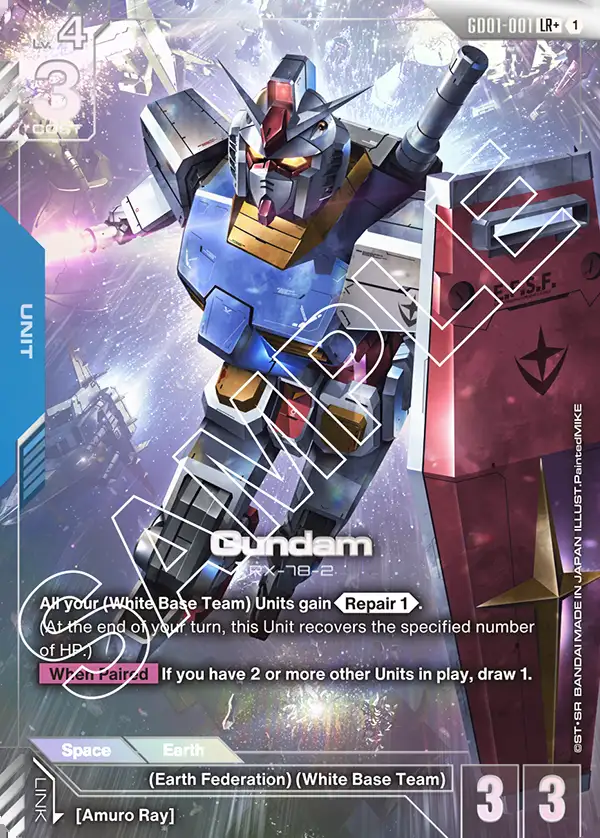 Lv. 4
3
COST
GD01-001 LR+ 1
UNIT
E.F.S.F.
SAMPLE
Gundam
RX-78-2
All your (White Base Team) Units gain Repair 1.
(At the end of your turn, this Unit recovers the specified number
of HP.)
When Paired If you have 2 or more other Units in play, draw 1.
Space Earth
(Earth Federation) (White Base Team)
LINK
[Amuro Ray]
3 3
©ST・SR BANDAI MADE IN JAPAN ILLUST.PaintedMIKE